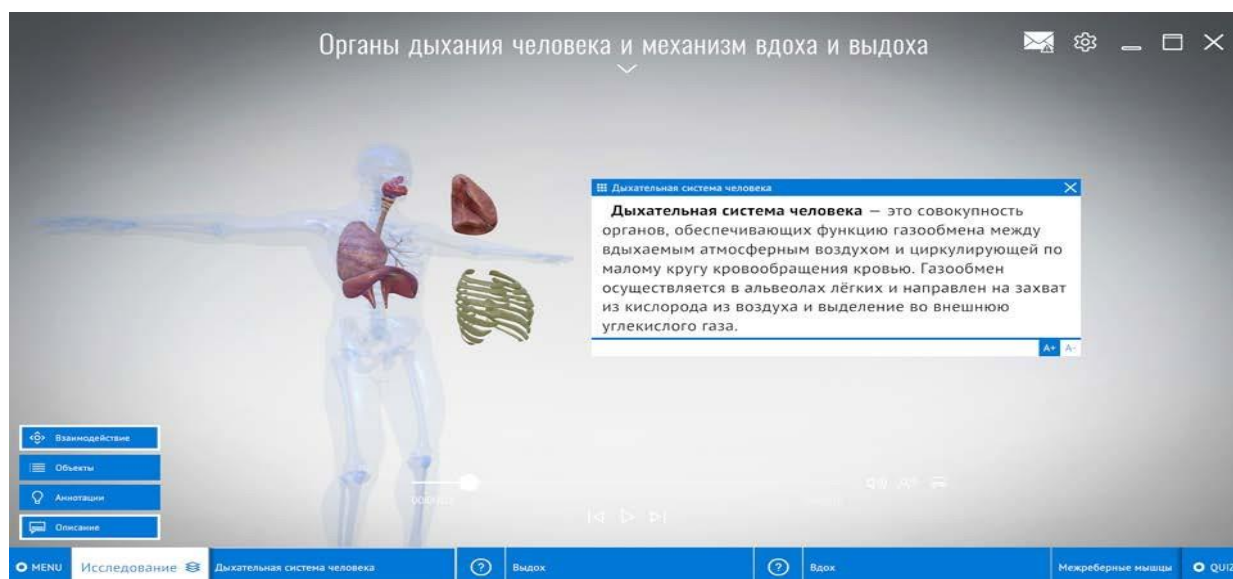 Органы дыхания человека и механизм вдоха и выдоха
Дыхательная система человека
Дыхательная система человека — это совокупность
органов, обеспечивающих функцию газообмена между
вдыхаемым атмосферным воздухом и циркулирующей по
малому кругу кровообращения кровью. Газообмен
осуществляется в альвеолах лёгких и направлен на захват
из кислорода из воздуха и выделение во внешнюю
углекислого газа.
A+ A-
Взаимодействие
Объекты
Аннотации
Описание
MENU Исследование Дыхательная система человека ? Выдох ? Вдох Межреберные мышцы QUIZ